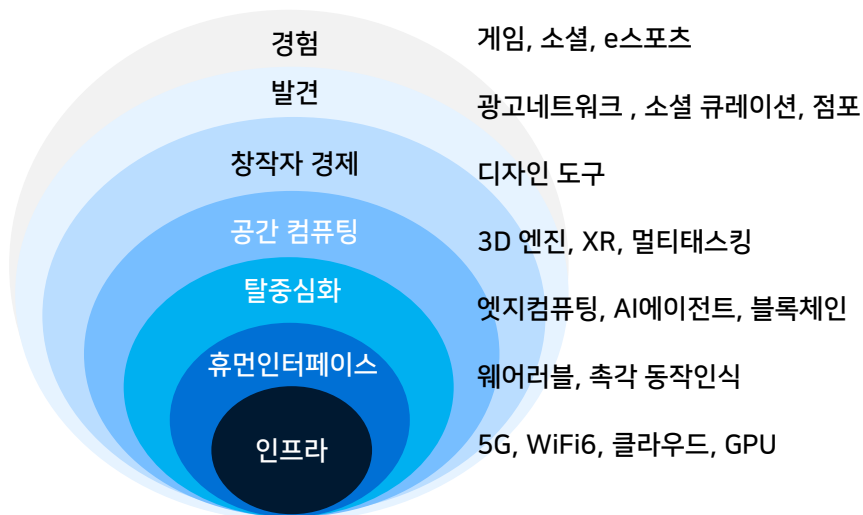 경험
게임, 소셜, e스포츠
발견
광고네트워크 , 소셜 큐레이션, 점포
창작자 경제
디자인 도구
공간 컴퓨팅
3D 엔진, XR, 멀티태스킹
탈중심화
엣지컴퓨팅, AI에이전트, 블록체인
휴먼인터페이스
웨어러블, 촉각 동작인식
인프라
5G, WiFi6, 클라우드, GPU